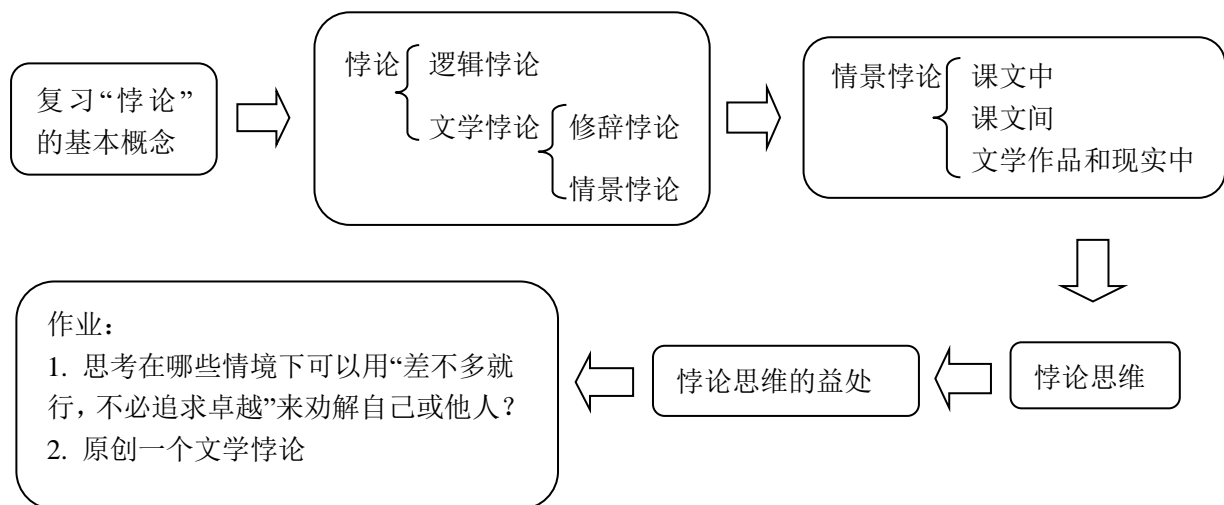 复习“悖论”
的基本概念
悖论
逻辑悖论
文学悖论
修辞悖论
情景悖论
情景悖论
课文中
课文间
文学作品和现实中
悖论思维
悖论思维的益处
作业：
1. 思考在哪些情境下可以用“差不多就
行，不必追求卓越”来劝解自己或他人？
2. 原创一个文学悖论